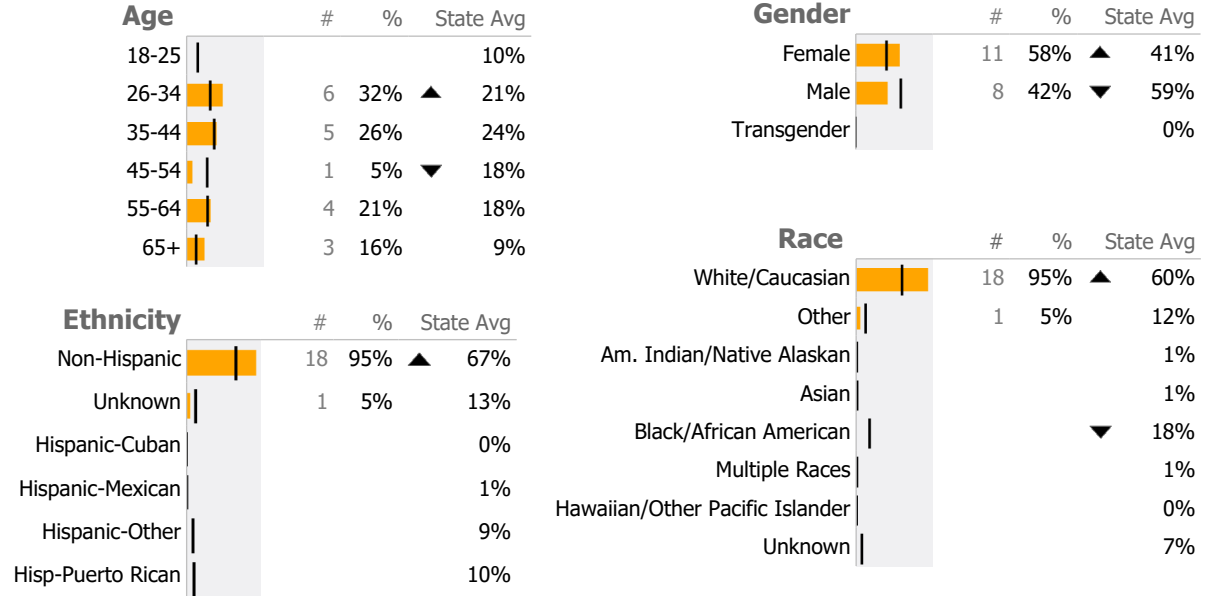 Age # % State Avg
18-25 10%
26-34 6 32% ▲ 21%
35-44 5 26% 24%
45-54 1 5% ▼ 18%
55-64 4 21% 18%
65+ 3 16% 9%
Ethnicity # % State Avg
Non-Hispanic 18 95% ▲ 67%
Unknown 1 5% 13%
Hispanic-Cuban 0%
Hispanic-Mexican 1%
Hispanic-Other 9%
Hisp-Puerto Rican 10%
Gender # % State Avg
Female 11 58% ▲ 41%
Male 8 42% ▼ 59%
Transgender 0%
Race # % State Avg
White/Caucasian 18 95% ▲ 60%
Other 1 5% 12%
Am. Indian/Native Alaskan 1%
Asian 1%
Black/African American ▼ 18%
Multiple Races 1%
Hawaiian/Other Pacific Islander 0%
Unknown 7%